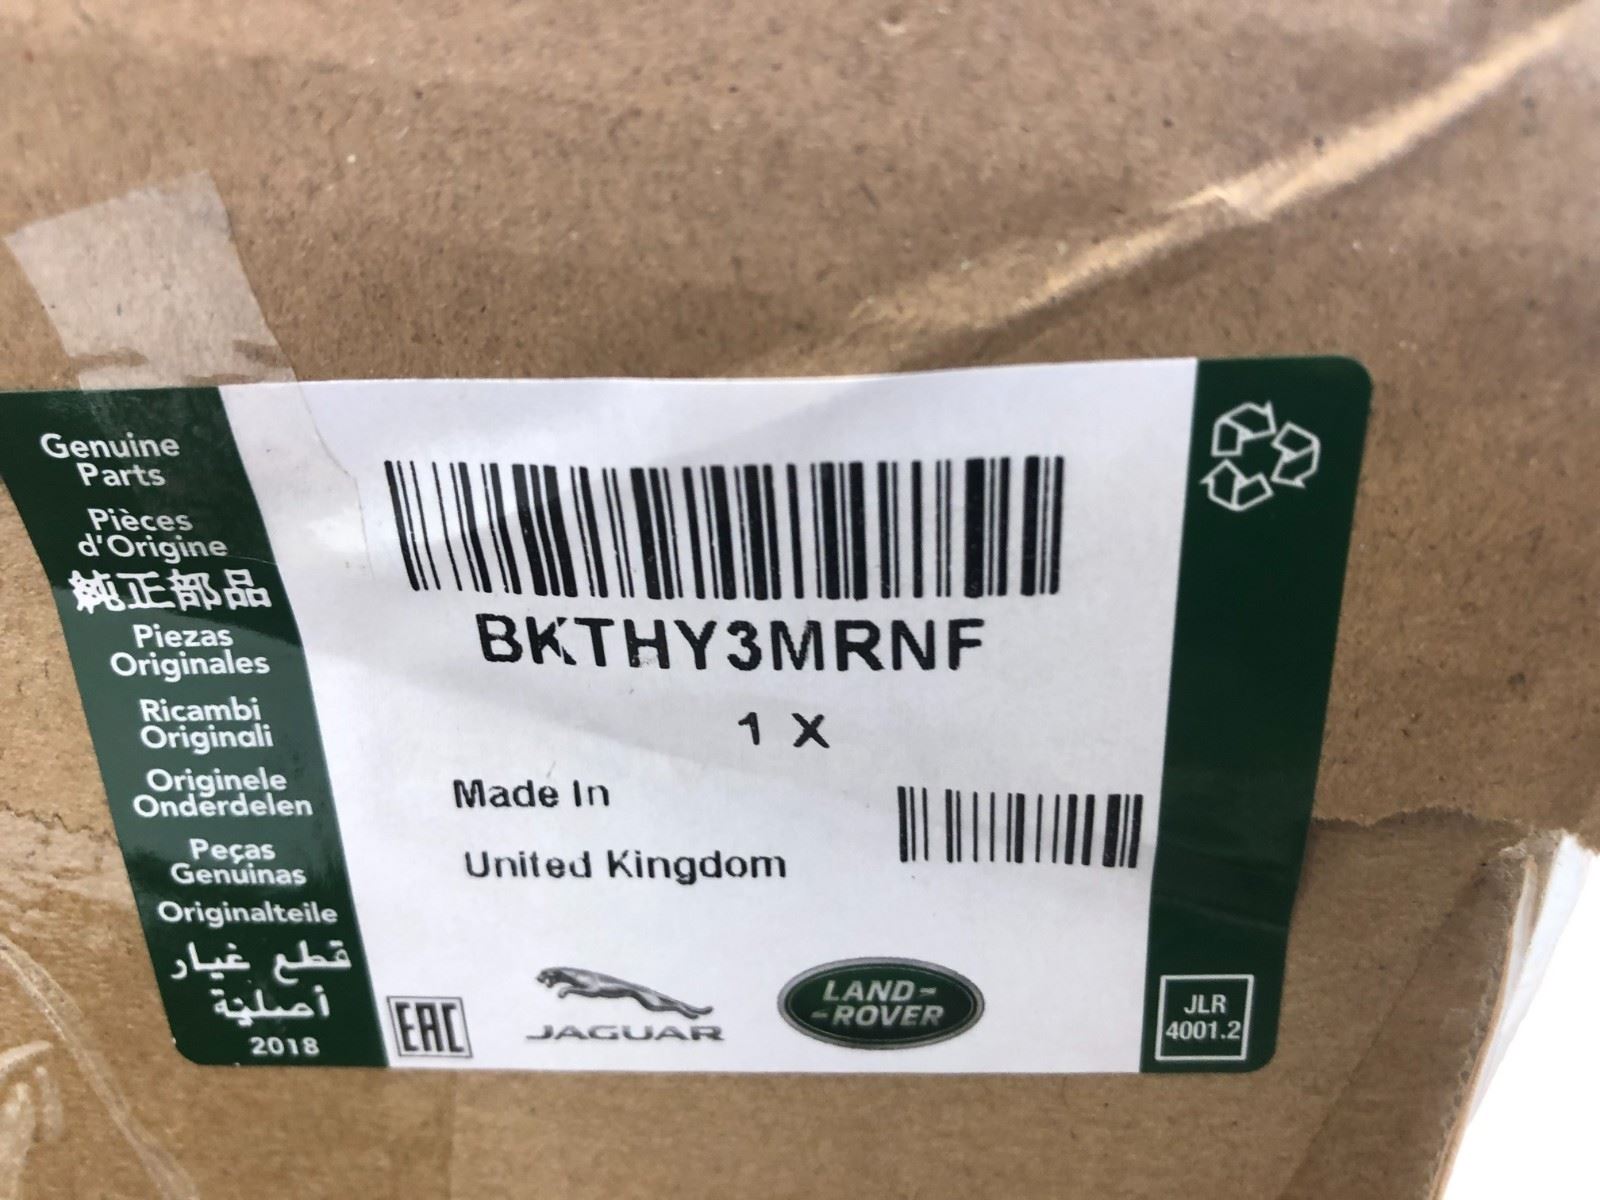 Genuine
Parts
Pièces
d'Origine
純正部品
Piezas
Originales
Ricambi
Originali
Originele
Onderdelen
Peças
Genuinas
Originalteile
قطع غيار
أصلية
2018
BKTHY3MRNF
1 X
Made In
United Kingdom
EAC
JAGUAR
LAND-
-ROVER
JLR
4001.2